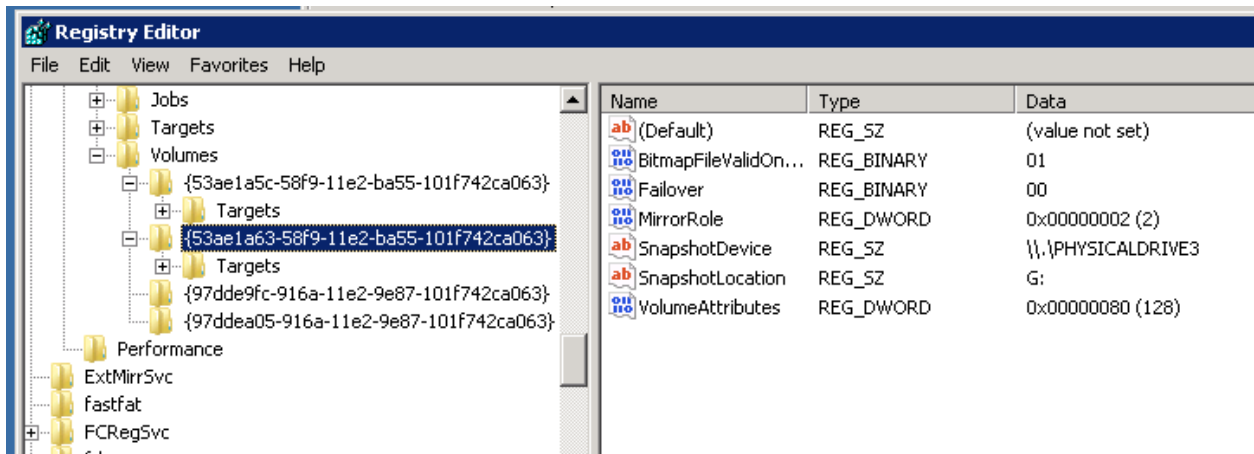 Registry Editor
File Edit View Favorites Help
Jobs
Targets
Volumes
{53ae1a5c-58f9-11e2-ba55-101f742ca063}
Targets
{53ae1a63-58f9-11e2-ba55-101f742ca063}
Targets
{97dde9fc-916a-11e2-9e87-101f742ca063}
{97ddea05-916a-11e2-9e87-101f742ca063}
Performance
ExtMirrSvc
fastfat
FCRegSvc
Name Type Data
(Default) REG_SZ (value not set)
BitmapFileValidOn... REG_BINARY 01
Failover REG_BINARY 00
MirrorRole REG_DWORD 0x00000002 (2)
SnapshotDevice REG_SZ \\.\PHYSICALDRIVE3
SnapshotLocation REG_SZ G:
VolumeAttributes REG_DWORD 0x00000080 (128)